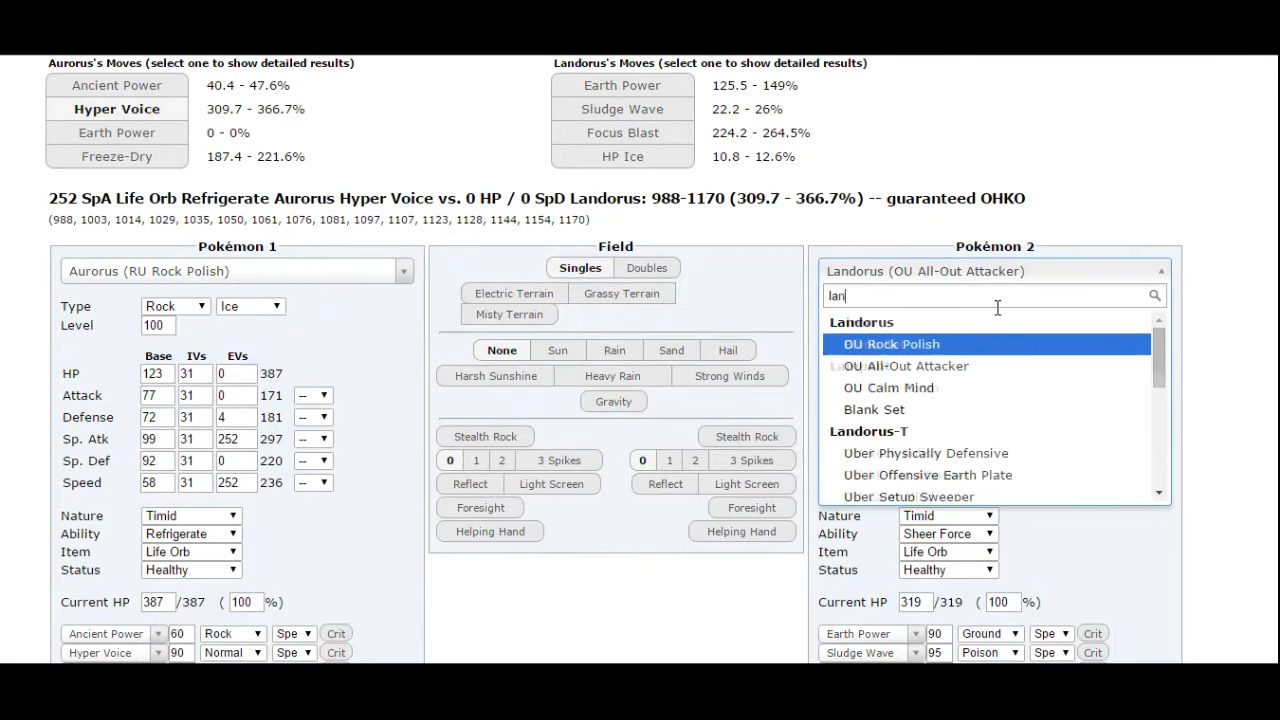 Aurorus's Moves (select one to show detailed results)
Landorus's Moves (select one to show detailed results)
Ancient Power 40.4 - 47.6%
Earth Power 125.5 - 149%
Hyper Voice 309.7 - 366.7%
Sludge Wave 22.2 - 26%
Earth Power 0 - 0%
Focus Blast 224.2 - 264.5%
Freeze-Dry 187.4 - 221.6%
HP Ice 10.8 - 12.6%
252 SpA Life Orb Refrigerate Aurorus Hyper Voice vs. 0 HP / 0 SpD Landorus: 988-1170 (309.7 - 366.7%) -- guaranteed OHKO
(988, 1003, 1014, 1029, 1035, 1050, 1061, 1076, 1081, 1097, 1107, 1123, 1128, 1144, 1154, 1170)
Pokémon 1
Aurorus (RU Rock Polish)
Type Rock Ice
Level 100
Base IVs EVs
HP 123 31 0 387
Attack 77 31 0 171 --
Defense 72 31 4 181 --
Sp. Atk 99 31 252 297 --
Sp. Def 92 31 0 220 --
Speed 58 31 252 236 --
Nature Timid
Ability Refrigerate
Item Life Orb
Status Healthy
Current HP 387 /387 ( 100 %)
Ancient Power 60 Rock Spe Crit
Hyper Voice 90 Normal Spe Crit
Field
Singles Doubles
Electric Terrain Grassy Terrain
Misty Terrain
None Sun Rain Sand Hail
Harsh Sunshine Heavy Rain Strong Winds
Gravity
Stealth Rock Stealth Rock
0 1 2 3 Spikes 0 1 2 3 Spikes
Reflect Light Screen Reflect Light Screen
Foresight Foresight
Helping Hand Helping Hand
Pokémon 2
Landorus (OU All-Out Attacker)
lan
Landorus
OU Rock Polish
OU All-Out Attacker
OU Calm Mind
Blank Set
Landorus-T
Uber Physically Defensive
Uber Offensive Earth Plate
Uber Setup Sweeper
Nature Timid
Ability Sheer Force
Item Life Orb
Status Healthy
Current HP 319 /319 ( 100 %)
Earth Power 90 Ground Spe Crit
Sludge Wave 95 Poison Spe Crit